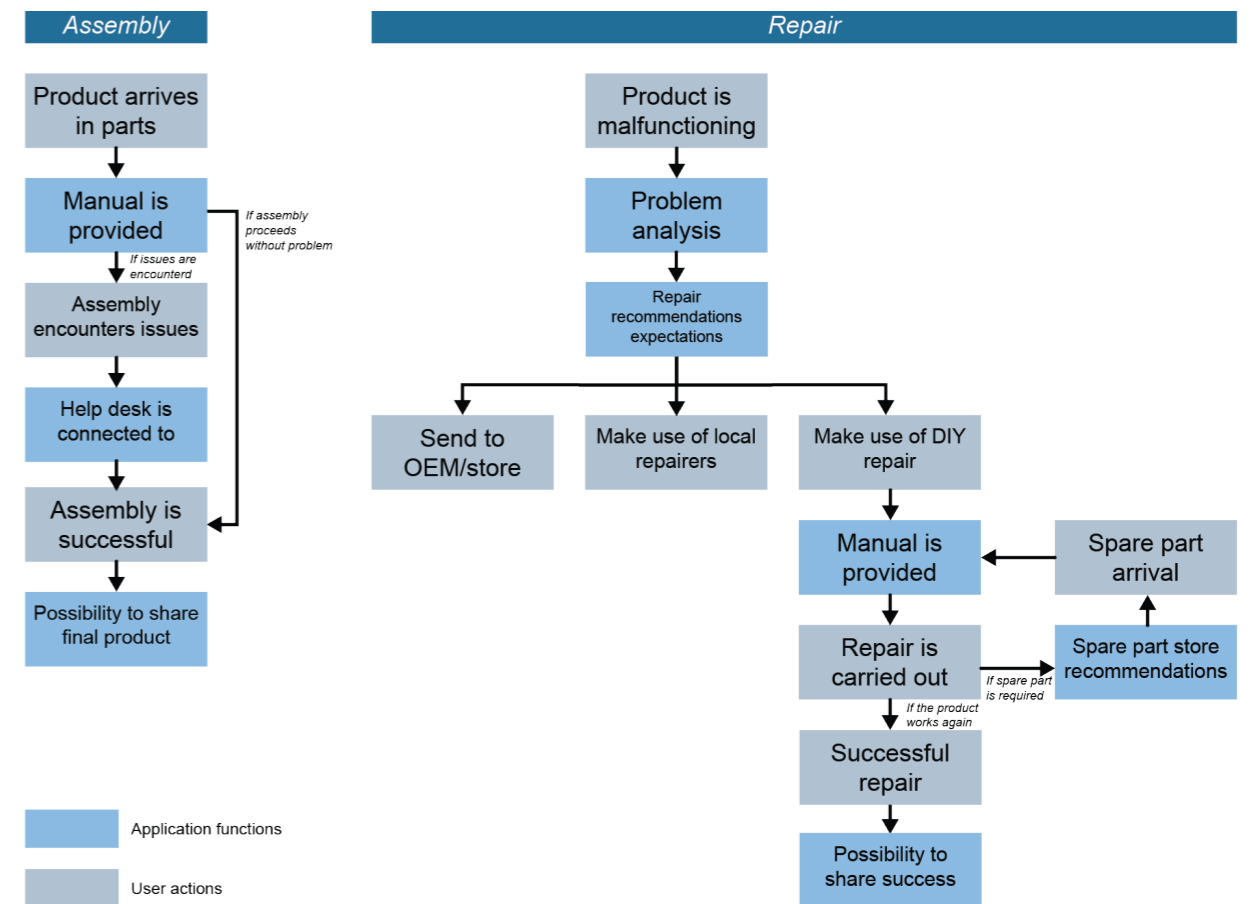 Assembly
Product arrives
in parts
Manual is
provided
If assembly
proceeds
without problem
If issues are
encounterd
Assembly
encounters issues
Help desk is
connected to
Assembly is
successful
Possibility to share
final product
Application functions
User actions
Repair
Product is
malfunctioning
Problem
analysis
Repair
recommendations
expectations
Send to
OEM/store
Make use of local
repairers
Make use of DIY
repair
Manual is
provided
Spare part
arrival
Repair is
carried out
If spare part
is required
Spare part store
recommendations
If the product
works again
Successful
repair
Possibility to
share success